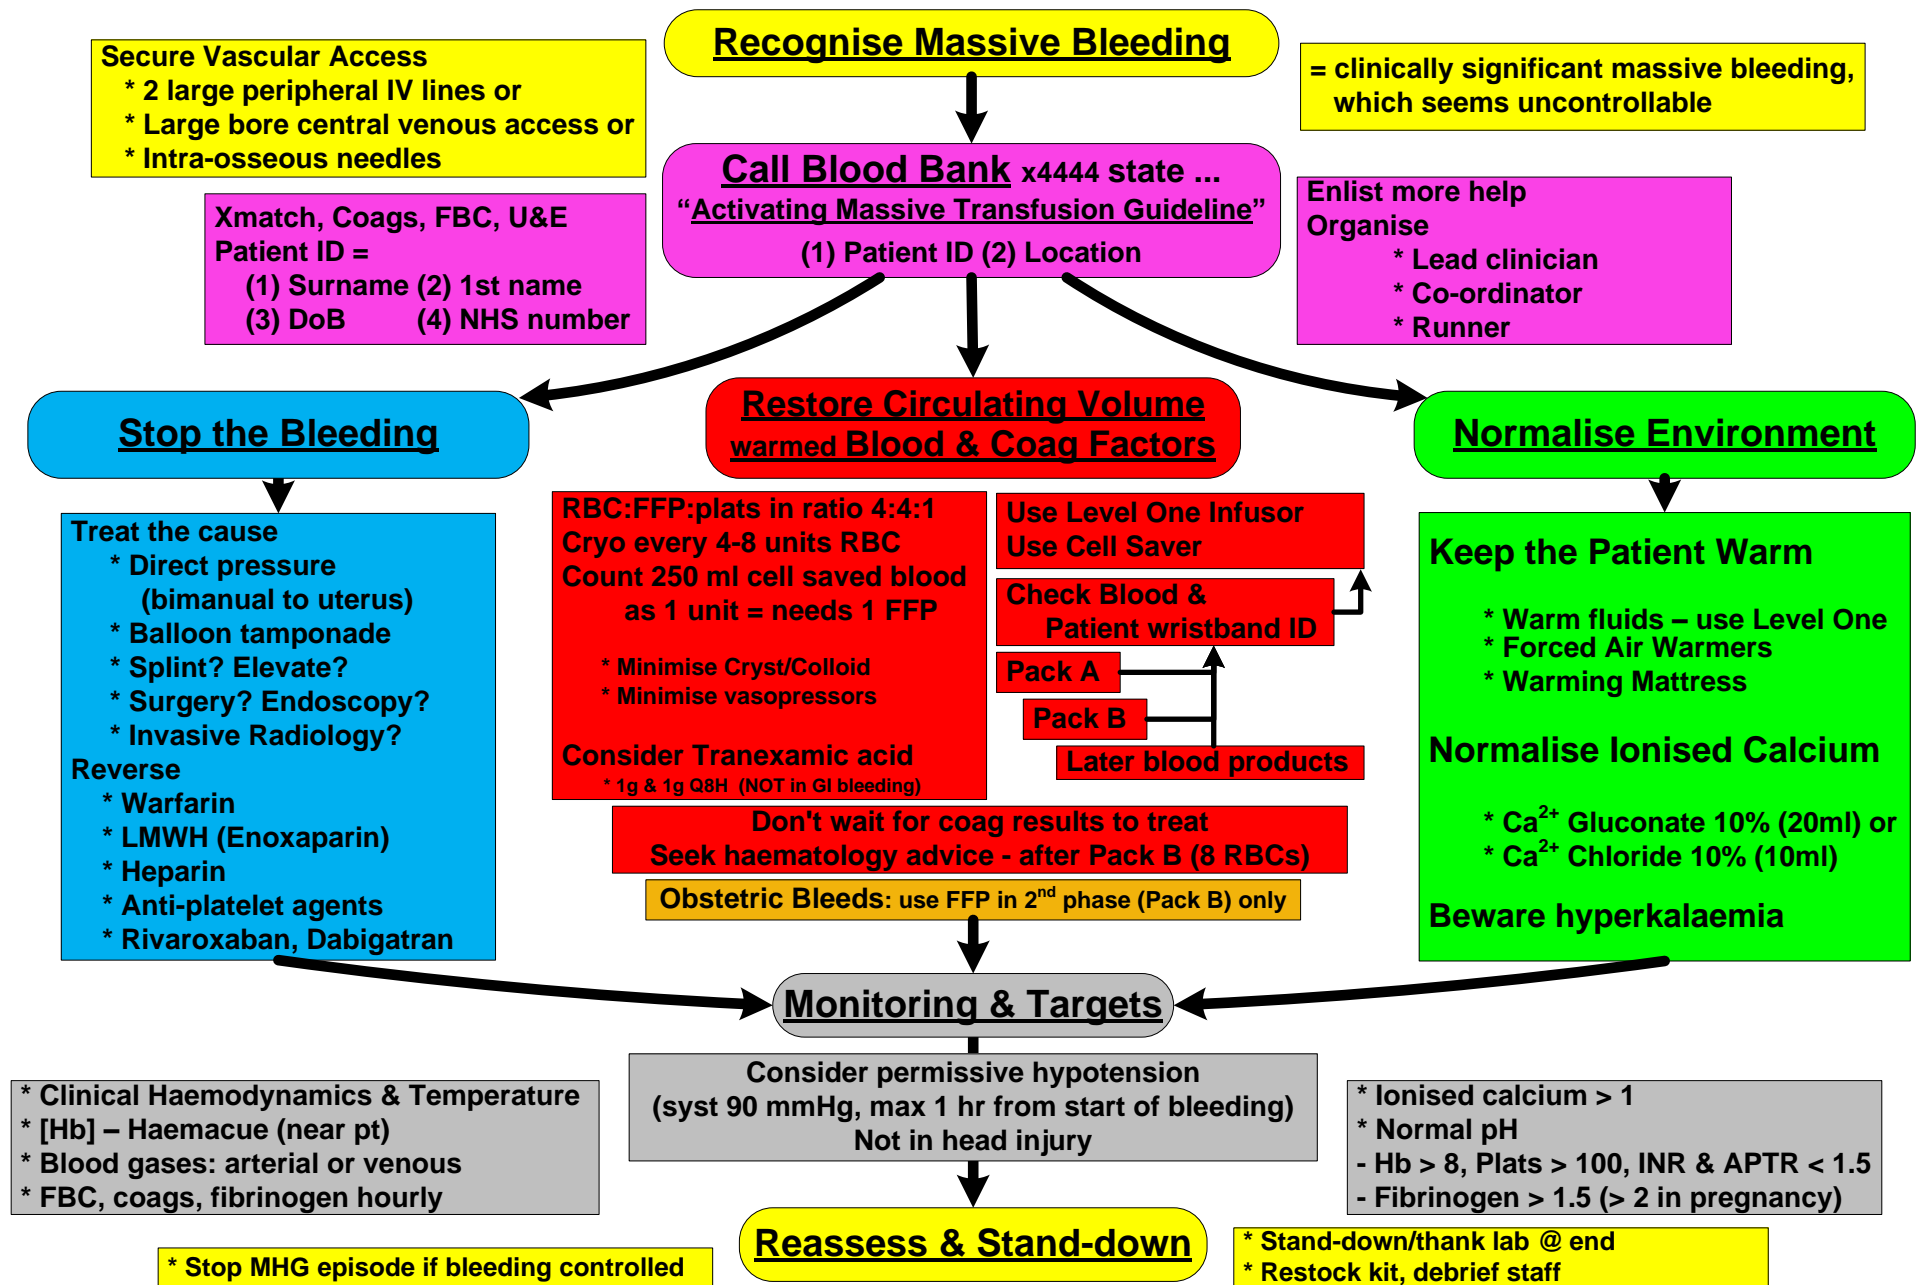 Recognise Massive Bleeding
Secure Vascular Access
* 2 large peripheral IV lines or
* Large bore central venous access or
* Intra-osseous needles
= clinically significant massive bleeding,
which seems uncontrollable
Call Blood Bank x4444 state ...
“Activating Massive Transfusion Guideline”
(1) Patient ID (2) Location
Xmatch, Coags, FBC, U&E
Patient ID =
(1) Surname (2) 1st name
(3) DoB (4) NHS number
Enlist more help
Organise
* Lead clinician
* Co-ordinator
* Runner
Stop the Bleeding
Restore Circulating Volume
warmed Blood & Coag Factors
Normalise Environment
Treat the cause
* Direct pressure
(bimanual to uterus)
* Balloon tamponade
* Splint? Elevate?
* Surgery? Endoscopy?
* Invasive Radiology?
Reverse
* Warfarin
* LMWH (Enoxaparin)
* Heparin
* Anti-platelet agents
* Rivaroxaban, Dabigatran
RBC:FFP:plats in ratio 4:4:1
Cryo every 4-8 units RBC
Count 250 ml cell saved blood
as 1 unit = needs 1 FFP
* Minimise Cryst/Colloid
* Minimise vasopressors
Consider Tranexamic acid
* 1g & 1g Q8H (NOT in GI bleeding)
Use Level One Infusor
Use Cell Saver
Check Blood &
Patient wristband ID
Pack A
Pack B
Later blood products
Don't wait for coag results to treat
Seek haematology advice - after Pack B (8 RBCs)
Obstetric Bleeds: use FFP in 2nd phase (Pack B) only
Keep the Patient Warm
* Warm fluids – use Level One
* Forced Air Warmers
* Warming Mattress
Normalise Ionised Calcium
* Ca2+ Gluconate 10% (20ml) or
* Ca2+ Chloride 10% (10ml)
Beware hyperkalaemia
Monitoring & Targets
* Clinical Haemodynamics & Temperature
* [Hb] – Haemacue (near pt)
* Blood gases: arterial or venous
* FBC, coags, fibrinogen hourly
Consider permissive hypotension
(syst 90 mmHg, max 1 hr from start of bleeding)
Not in head injury
* Ionised calcium > 1
* Normal pH
- Hb > 8, Plats > 100, INR & APTR < 1.5
- Fibrinogen > 1.5 (> 2 in pregnancy)
Reassess & Stand-down
* Stop MHG episode if bleeding controlled
* Stand-down/thank lab @ end
* Restock kit, debrief staff